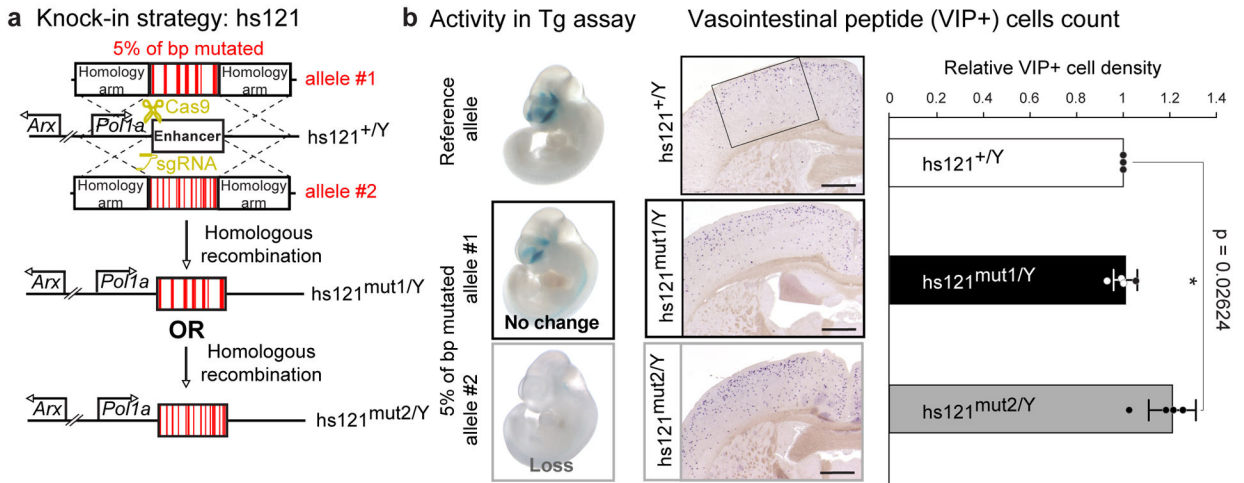 a Knock-in strategy: hs121
5% of bp mutated
Homology
arm
Homology
arm
allele #1
Cas9
Arx
Pol1a
Enhancer
hs121+/Y
sgRNA
Homology
arm
Homology
arm
allele #2
Homologous
recombination
Arx
Pol1a
hs121mut1/Y
OR
Homologous
recombination
Arx
Pol1a
hs121mut2/Y
b Activity in Tg assay
Vasointestinal peptide (VIP+) cells count
Reference
allele
5% of bp mutated
allele #1
allele #2
No change
Loss
hs121+/Y
hs121mut1/Y
hs121mut2/Y
Relative VIP+ cell density
0 0.2 0.4 0.6 0.8 1 1.2 1.4
hs121+/Y
hs121mut1/Y
hs121mut2/Y
*
p = 0.02624